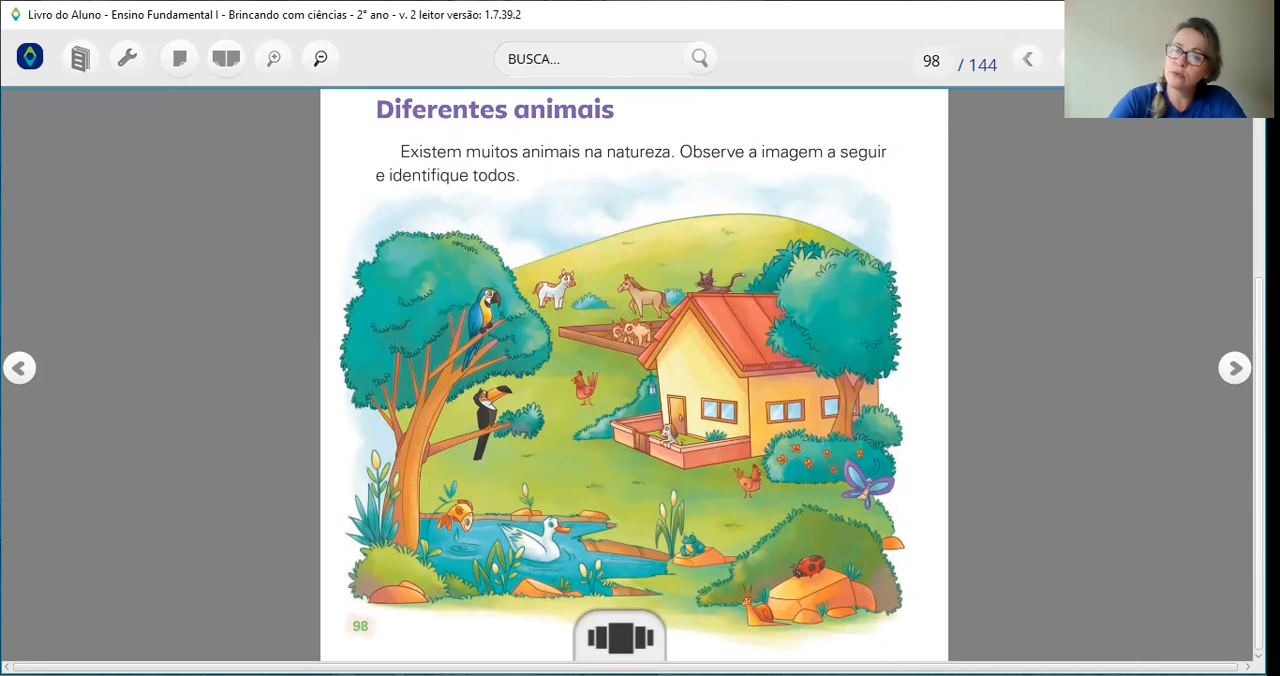 Livro do Aluno - Ensino Fundamental I - Brincando com ciências - 2° ano - v. 2 leitor versão: 1.7.39.2
BUSCA...
98 / 144
Diferentes animais
Existem muitos animais na natureza. Observe a imagem a seguir
e identifique todos.
98